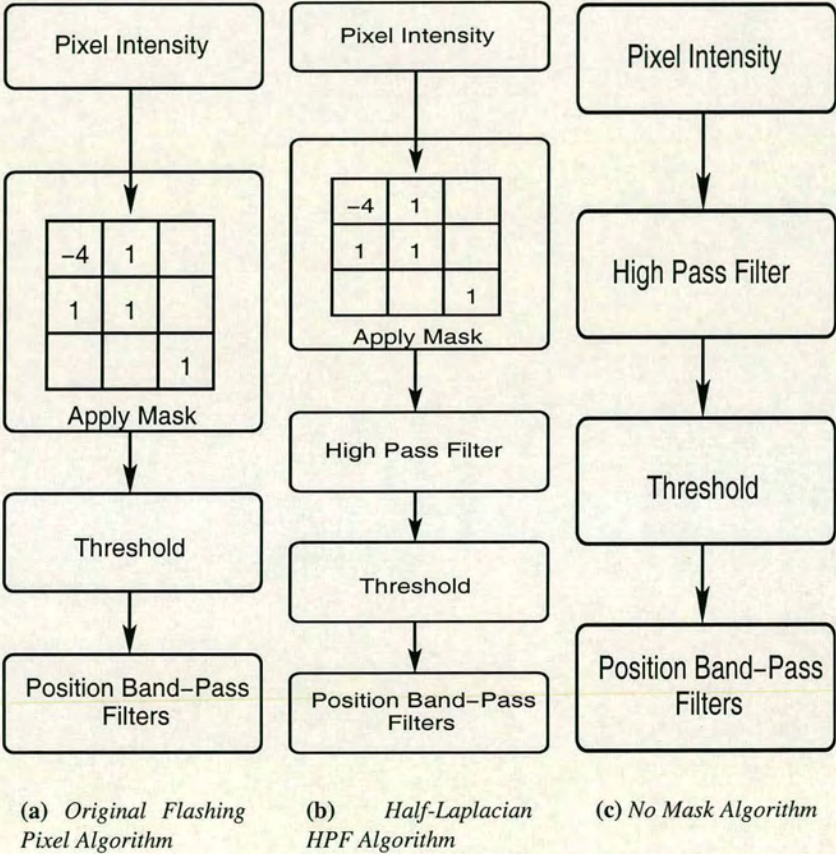 Pixel Intensity
−4 1
1 1
1
Apply Mask
Threshold
Position Band−Pass
Filters
(a) Original Flashing
Pixel Algorithm
Pixel Intensity
−4 1
1 1
1
Apply Mask
High Pass Filter
Threshold
Position Band−Pass
Filters
(b) Half-Laplacian
HPF Algorithm
Pixel Intensity
High Pass Filter
Threshold
Position Band−Pass
Filters
(c) No Mask Algorithm